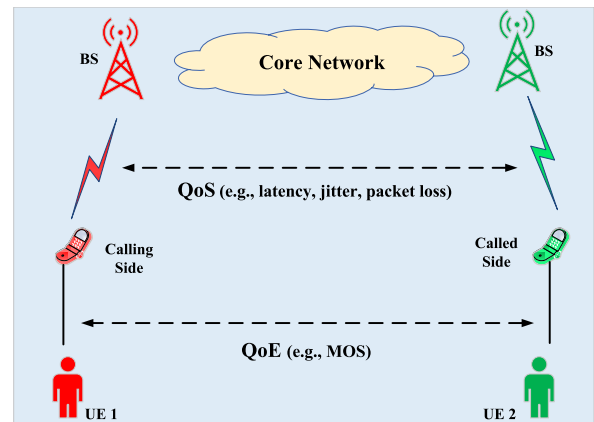 BS
Core Network
BS
QoS (e.g., latency, jitter, packet loss)
Calling
Side
Called
Side
QoE (e.g., MOS)
UE 1
UE 2